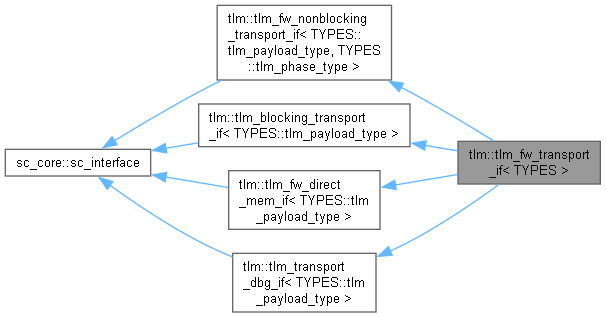 tlm::tlm_fw_nonblocking
_transport_if< TYPES::
tlm_payload_type, TYPES
::tlm_phase_type >
tlm::tlm_blocking_transport
_if< TYPES::tlm_payload_type >
sc_core::sc_interface
tlm::tlm_fw_transport
_if< TYPES >
tlm::tlm_fw_direct
_mem_if< TYPES::tlm
_payload_type >
tlm::tlm_transport
_dbg_if< TYPES::tlm
_payload_type >